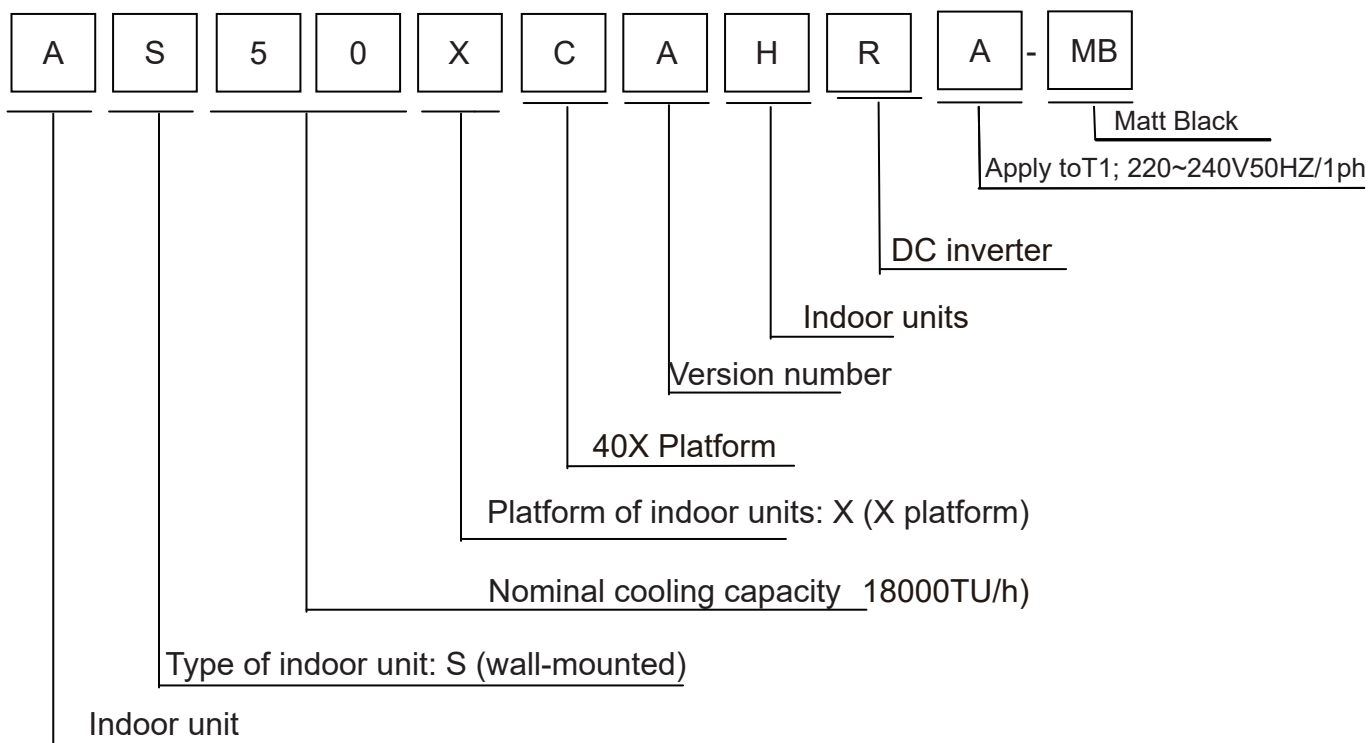 A S 5 0 X C A H R A - MB
Matt Black
Apply toT1; 220~240V50HZ/1ph
DC inverter
Indoor units
Version number
40X Platform
Platform of indoor units: X (X platform)
Nominal cooling capacity 18000TU/h)
Type of indoor unit: S (wall-mounted)
Indoor unit